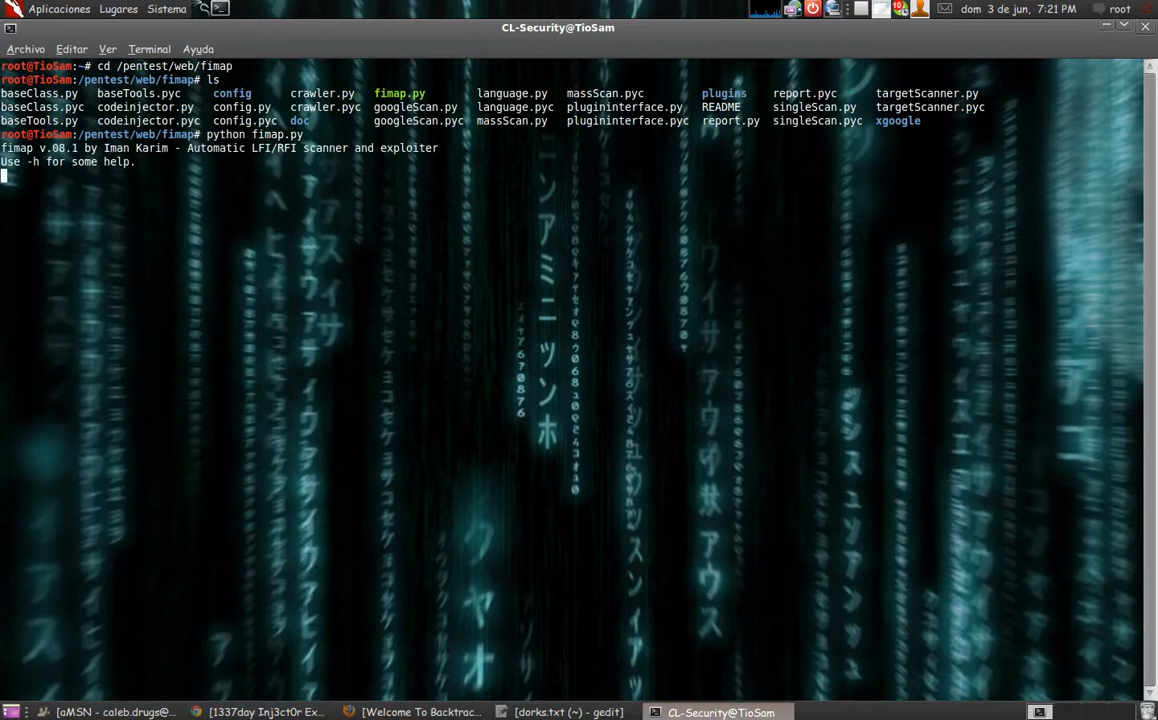 Aplicaciones Lugares Sistema dom 3 de jun, 7:21 PM root
CL-Security@TioSam
Archivo Editar Ver Terminal Ayuda
root@TioSam:~# cd /pentest/web/fimap
root@TioSam:/pentest/web/fimap# ls
baseClass.py baseTools.pyc config crawler.py fimap.py language.py massScan.pyc plugins report.pyc targetScanner.py
baseClass.pyc codeinjector.py config.py crawler.pyc googleScan.py language.pyc plugininterface.py README singleScan.py targetScanner.pyc
baseTools.py codeinjector.pyc config.pyc doc googleScan.pyc massScan.py plugininterface.pyc report.py singleScan.pyc xgoogle
root@TioSam:/pentest/web/fimap# python fimap.py
fimap v.08.1 by Iman Karim - Automatic LFI/RFI scanner and exploiter
Use -h for some help.
[aMSN - caleb.drugs@... [1337day Inj3ct0r Ex... [Welcome To Backtrac... [dorks.txt (~) - gedit] CL-Security@TioSam